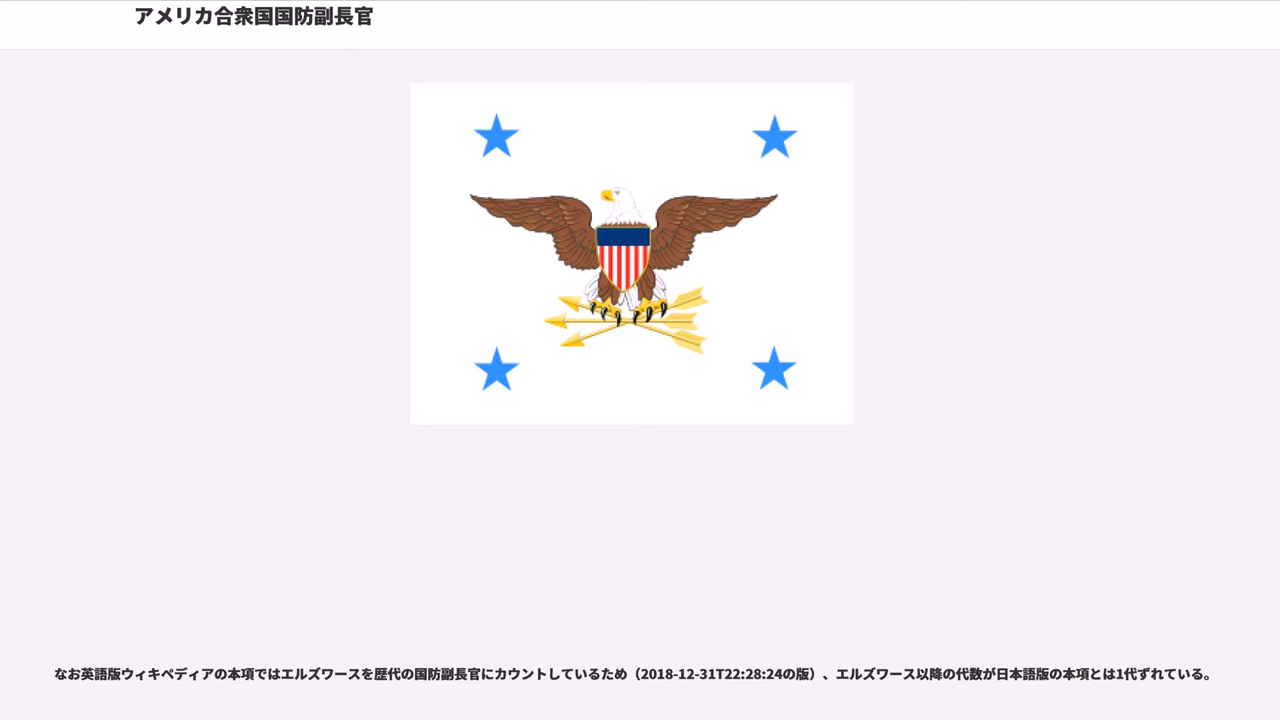 アメリカ合衆国国防副長官
なお英語版ウィキペディアの本項ではエルズワースを歴代の国防副長官にカウントしているため（2018-12-31T22:28:24の版）、エルズワース以降の代数が日本語版の本項とは1代ずれている。